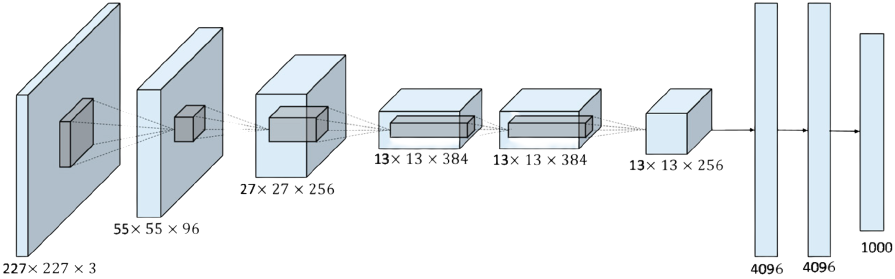 227× 227 × 3
55× 55 × 96
27× 27 × 256
13× 13 × 384
13× 13 × 384
13× 13 × 256
4096
4096
1000